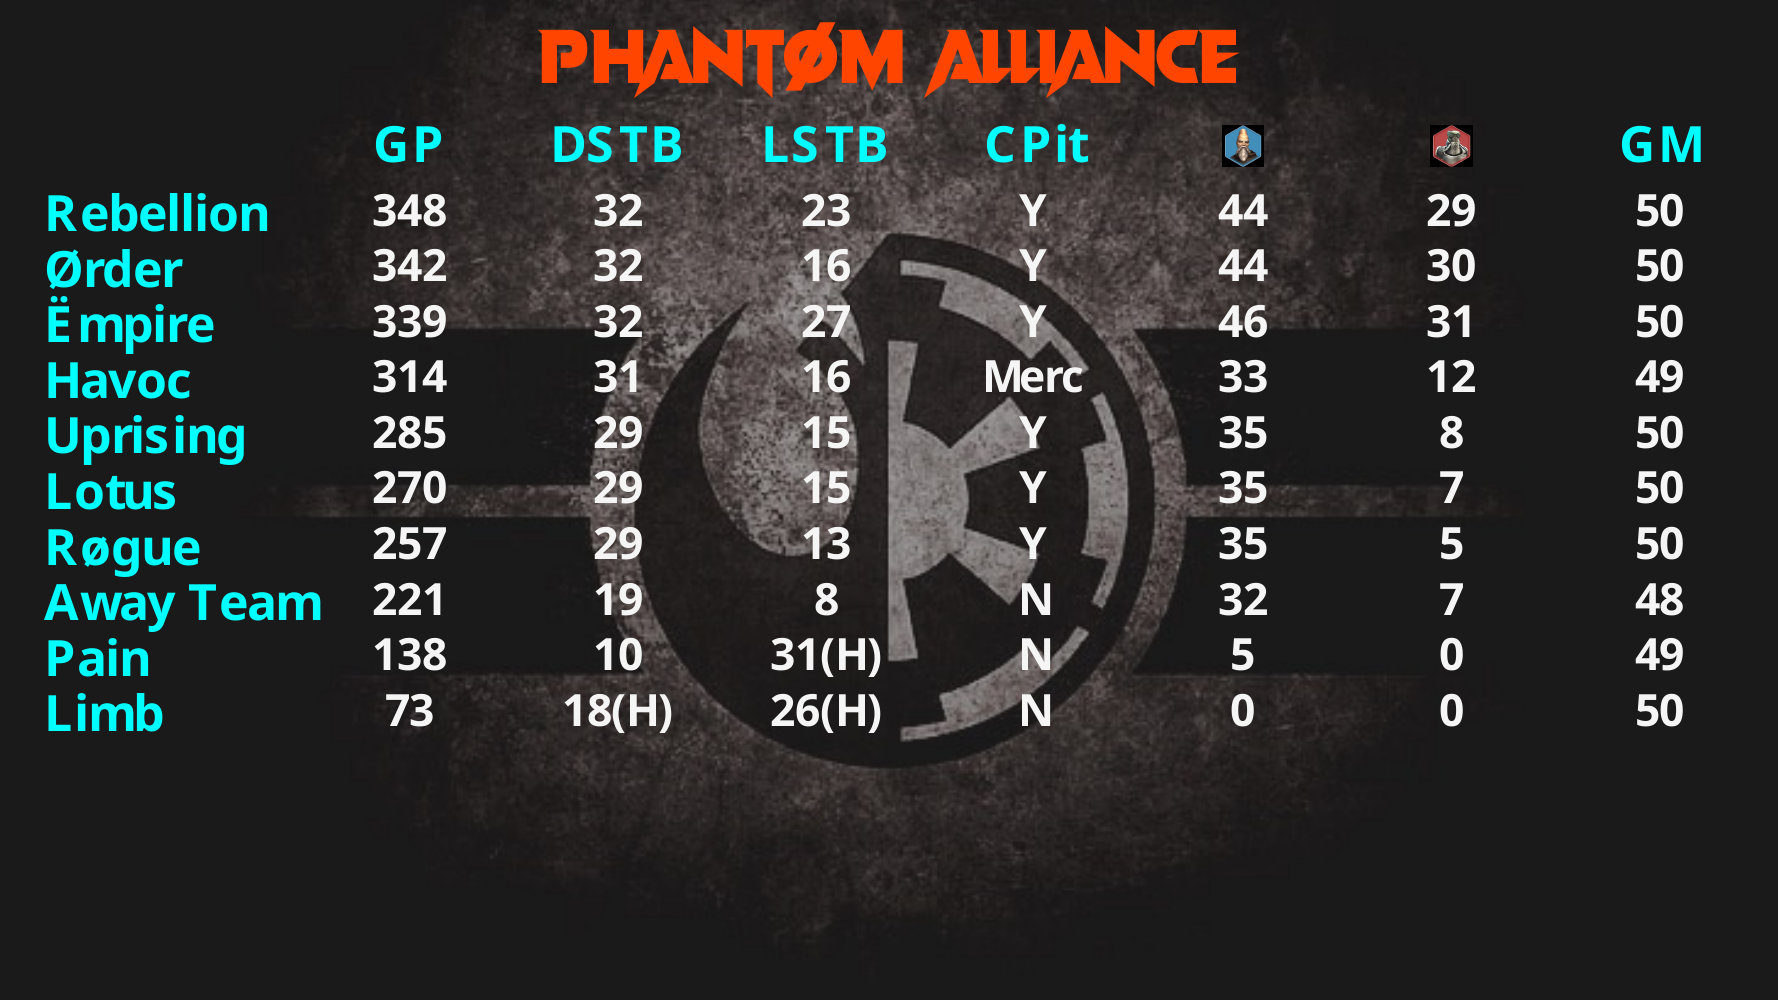 PHANTØM ALLIANCE
GP DSTB LSTB CPit GM
Rebellion 348 32 23 Y 44 29 50
Ørder 342 32 16 Y 44 30 50
Ëmpire 339 32 27 Y 46 31 50
Havoc 314 31 16 Merc 33 12 49
Uprising 285 29 15 Y 35 8 50
Lotus 270 29 15 Y 35 7 50
Røgue 257 29 13 Y 35 5 50
Away Team 221 19 8 N 32 7 48
Pain 138 10 31(H) N 5 0 49
Limb 73 18(H) 26(H) N 0 0 50